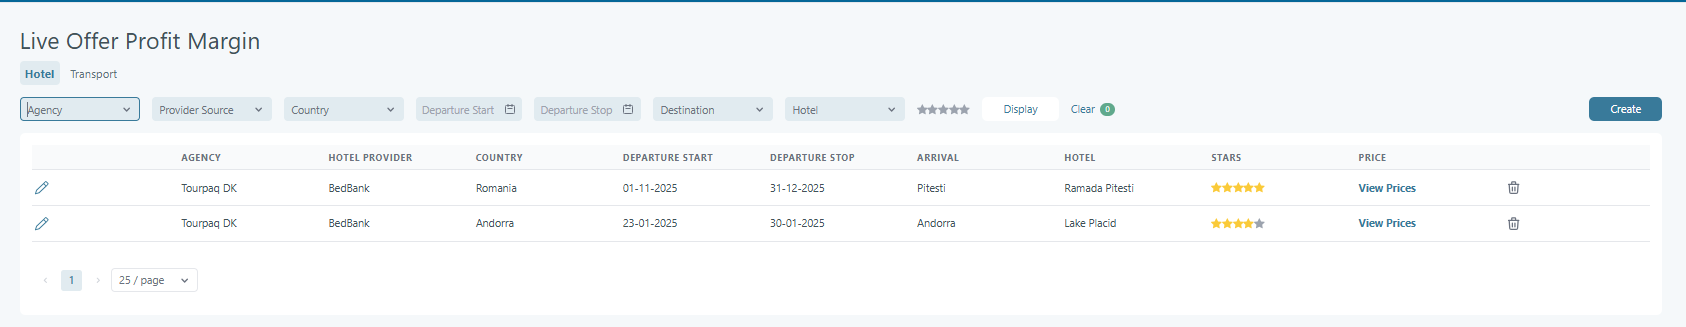 Live Offer Profit Margin
Hotel Transport
Agency Provider Source Country Departure Start Departure Stop Destination Hotel Display Clear 0 Create
AGENCY HOTEL PROVIDER COUNTRY DEPARTURE START DEPARTURE STOP ARRIVAL HOTEL STARS PRICE
Tourpaq DK BedBank Romania 01-11-2025 31-12-2025 Pitesti Ramada Pitesti View Prices
Tourpaq DK BedBank Andorra 23-01-2025 30-01-2025 Andorra Lake Placid View Prices
1 25 / page